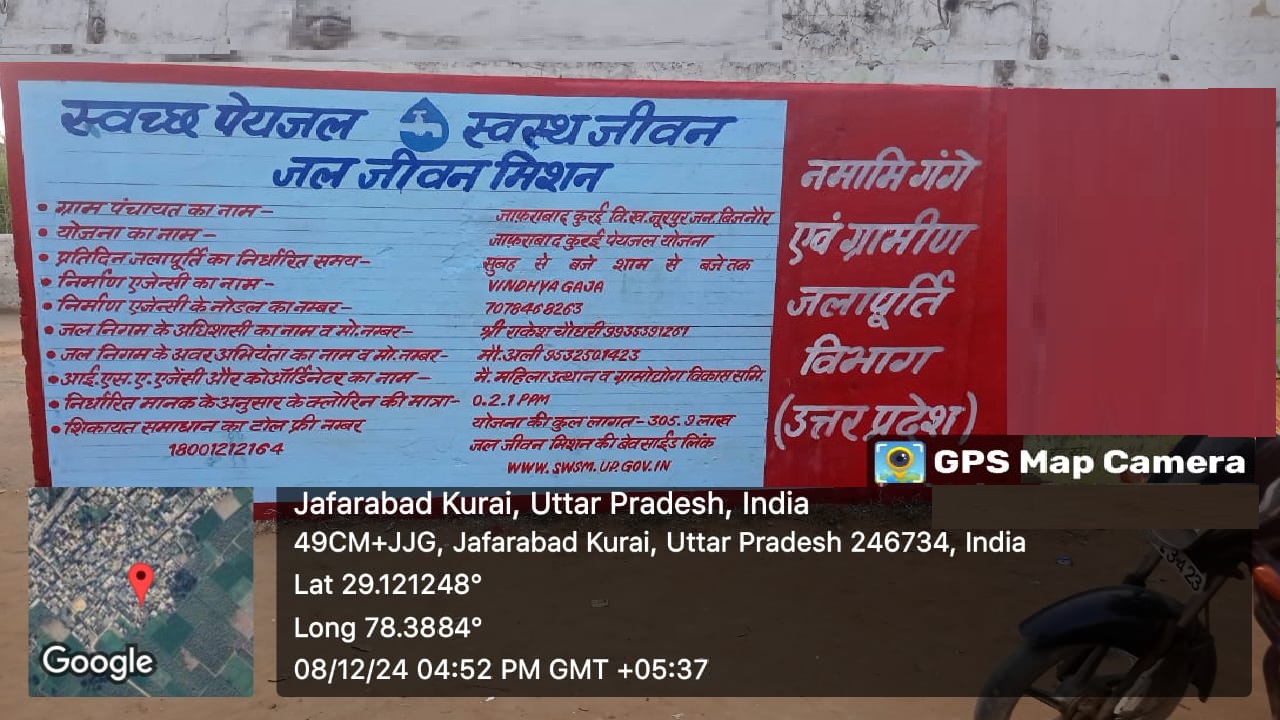 स्वच्छ पेयजल स्वस्थ जीवन
जल जीवन मिशन
• ग्राम पंचायत का नाम – जाफराबाद कुरई वि.ख.नूरपुर जन.बिजनौर
• योजना का नाम – जाफराबाद कुरई पेयजल योजना
• प्रतिदिन जलापूर्ति का निर्धारित समय– सुबह से बजे शाम से बजे तक
• निर्माण एजेन्सी का नाम – VINDHYA GAJA
• निर्माण एजेन्सी के नोडल का नम्बर– 7078468263
• जल निगम के अधिशासी का नाम व मो.नम्बर– श्री राकेश चौधरी 9935391261
• जल निगम के अवर अभियंता का नाम व मो.नम्बर– मौ.अली 9532501423
• आई.एस.ए.एजेंसी और कोऑर्डिनेटर का नाम – मै.महिला उत्थान व ग्रामोद्योग विकास समि.
• निर्धारित मानक के अनुसार के क्लोरिन की मात्रा– 0.2.1 PPM
• शिकायत समाधान का टोल फ्री नम्बर योजना की कुल लागत– 305.9 लाख
18001212164 जल जीवन मिशन की बेवसाईड लिंक
WWW.SWSM.UP.GOV.IN
नमामि गंगे
एवं ग्रामीण
जलापूर्ति
विभाग
(उत्तर प्रदेश)
GPS Map Camera
Jafarabad Kurai, Uttar Pradesh, India
49CM+JJG, Jafarabad Kurai, Uttar Pradesh 246734, India
Lat 29.121248°
Long 78.3884°
08/12/24 04:52 PM GMT +05:37
Google